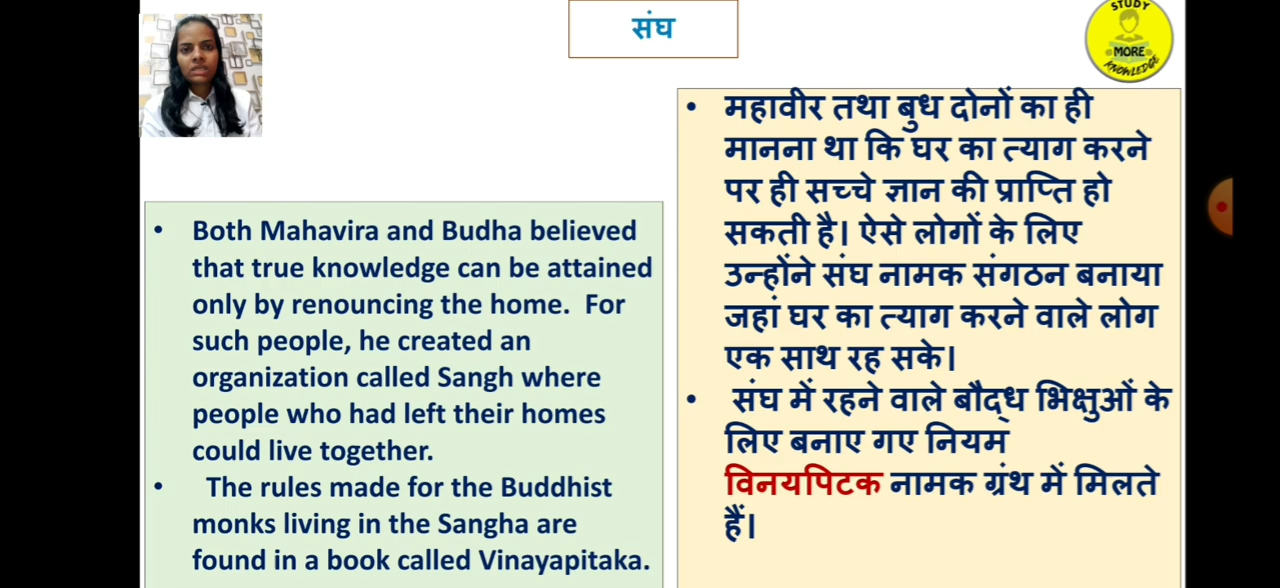 संघ
STUDY
MORE
KNOWLEDGE
• Both Mahavira and Budha believed
that true knowledge can be attained
only by renouncing the home. For
such people, he created an
organization called Sangh where
people who had left their homes
could live together.
• The rules made for the Buddhist
monks living in the Sangha are
found in a book called Vinayapitaka.
• महावीर तथा बुध दोनों का ही
मानना था कि घर का त्याग करने
पर ही सच्चे ज्ञान की प्राप्ति हो
सकती है। ऐसे लोगों के लिए
उन्होंने संघ नामक संगठन बनाया
जहां घर का त्याग करने वाले लोग
एक साथ रह सके।
• संघ में रहने वाले बौद्ध भिक्षुओं के
लिए बनाए गए नियम
विनयपिटक नामक ग्रंथ में मिलते
हैं।